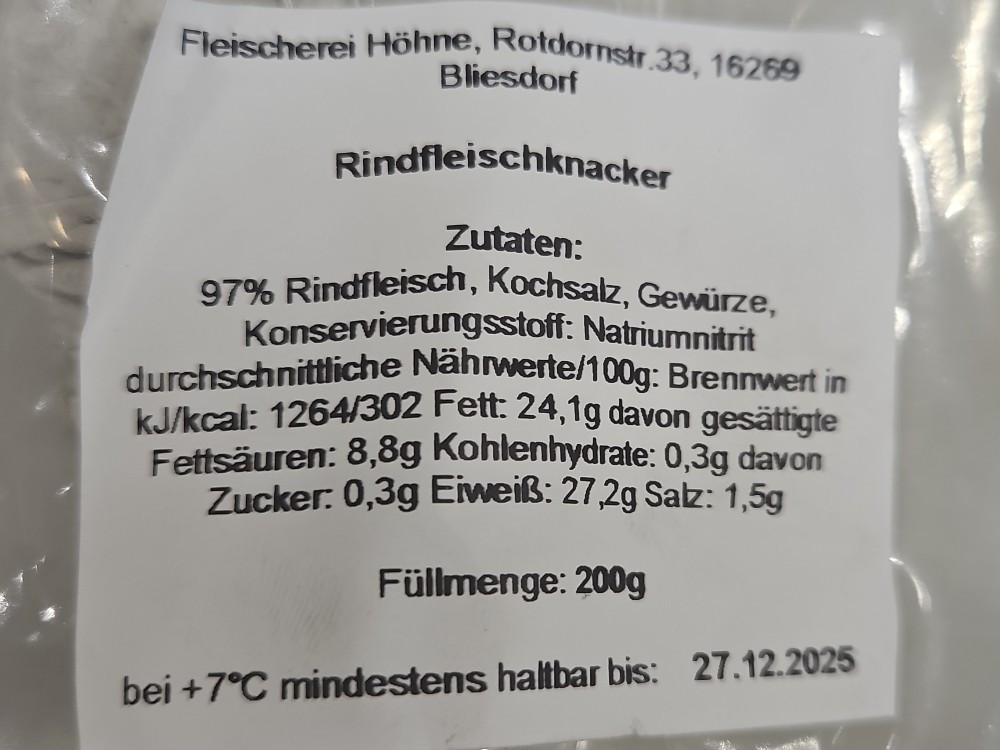 Fleischerei Höhne, Rotdornstr.33, 16269
Bliesdorf
Rindfleischknacker
Zutaten:
97% Rindfleisch, Kochsalz, Gewürze,
Konservierungsstoff: Natriumnitrit
durchschnittliche Nährwerte/100g: Brennwert in
kJ/kcal: 1264/302 Fett: 24,1g davon gesättigte
Fettsäuren: 8,8g Kohlenhydrate: 0,3g davon
Zucker: 0,3g Eiweiß: 27,2g Salz: 1,5g
Füllmenge: 200g
bei +7°C mindestens haltbar bis: 27.12.2025